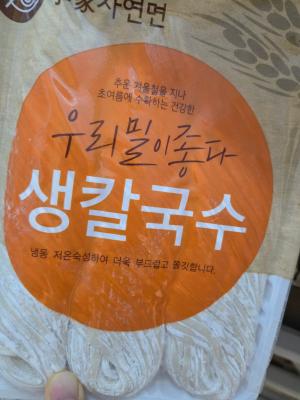 자연면
추운 겨울철을 지나
초여름에 수확하는 건강한
우리밀이좋다
생칼국수
냉동 저온숙성하여 더욱 부드럽고 쫄깃합니다.